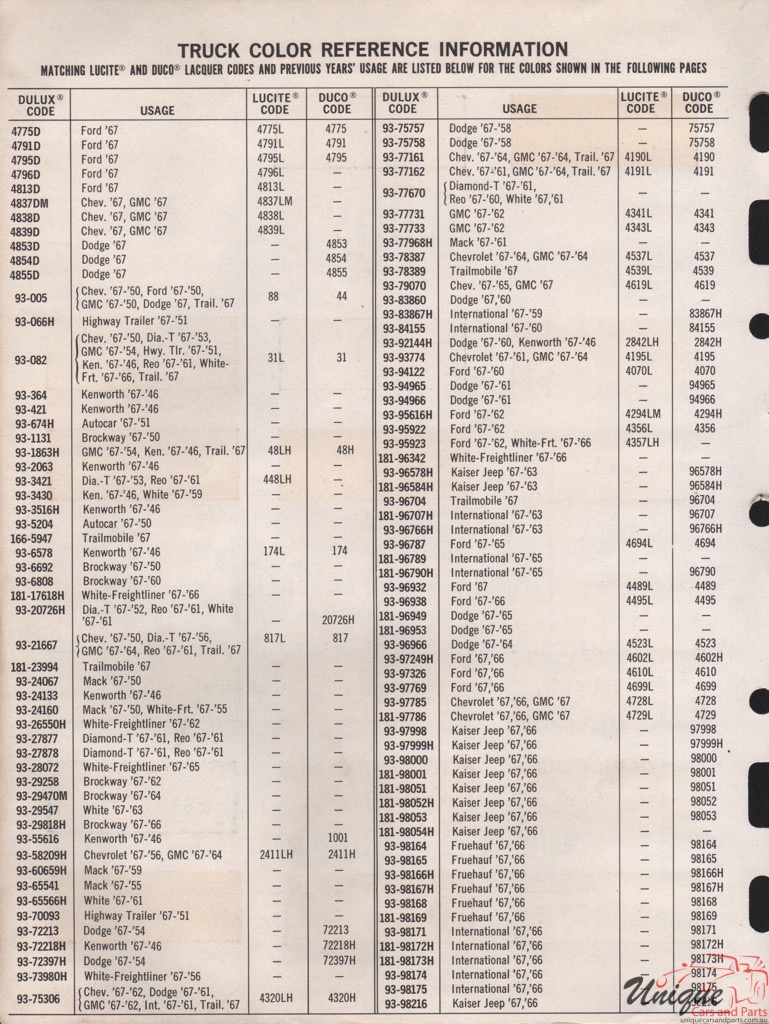 TRUCK COLOR REFERENCE INFORMATION
MATCHING LUCITE® AND DUCO® LACQUER CODES AND PREVIOUS YEARS' USAGE ARE LISTED BELOW FOR THE COLORS SHOWN IN THE FOLLOWING PAGES
DULUX® CODE USAGE LUCITE® CODE DUCO® CODE
4775D Ford '67 4775L 4775
4791D Ford '67 4791L 4791
4795D Ford '67 4795L 4795
4796D Ford '67 4796L —
4813D Ford '67 4813L —
4837DM Chev. '67, GMC '67 4837LM —
4838D Chev. '67, GMC '67 4838L —
4839D Chev. '67, GMC '67 4839L —
4853D Dodge '67 — 4853
4854D Dodge '67 — 4854
4855D Dodge '67 — 4855
93-005 {Chev. '67-'50, Ford '67-'50,
GMC '67-'50, Dodge '67, Trail. '67 88 44
93-066H Highway Trailer '67-'51 — —
93-082 {Chev. '67-'50, Dia.-T '67-'53,
GMC '67-'54, Hwy. Tlr. '67-'51,
Ken. '67-'46, Reo '67-'61, White-
Frt. '67-'66, Trail. '67 31L 31
93-364 Kenworth '67-'46 — —
93-421 Kenworth '67-'46 — —
93-674H Autocar '67-'51 — —
93-1131 Brockway '67-'50 — —
93-1863H GMC '67-'54, Ken. '67-'46, Trail. '67 48LH 48H
93-2063 Kenworth '67-'46 — —
93-3421 Dia.-T '67-'53, Reo '67-'61 448LH —
93-3430 Ken. '67-'46, White '67-'59 — —
93-3516H Kenworth '67-'46 — —
93-5204 Autocar '67-'50 — —
166-5947 Trailmobile '67 — —
93-6578 Kenworth '67-'46 174L 174
93-6692 Brockway '67-'50 — —
93-6808 Brockway '67-'60 — —
181-17618H White-Freightliner '67-'66 — —
93-20726H Dia.-T '67-'52, Reo '67-'61, White
'67-'61 — 20726H
93-21667 {Chev. '67-'50, Dia.-T '67-'56,
GMC '67-'64, Reo '67-'61, Trail. '67 817L 817
181-23994 Trailmobile '67 — —
93-24067 Mack '67-'50 — —
93-24133 Kenworth '67-'46 — —
93-24160 Mack '67-'50, White-Frt. '67-'55 — —
93-26550H White-Freightliner '67-'62 — —
93-27877 Diamond-T '67-'61, Reo '67-'61 — —
93-27878 Diamond-T '67-'61, Reo '67-'61 — —
93-28072 White-Freightliner '67-'65 — —
93-29258 Brockway '67-'62 — —
93-29470M Brockway '67-'64 — —
93-29547 White '67-'63 — —
93-29818H Brockway '67-'66 — —
93-55616 Kenworth '67-'46 — 1001
93-58209H Chevrolet '67-'56, GMC '67-'64 2411LH 2411H
93-60659H Mack '67-'59 — —
93-65541 Mack '67-'55 — —
93-65566H White '67-'61 — —
93-70093 Highway Trailer '67-'51 — —
93-72213 Dodge '67-'54 — 72213
93-72218H Kenworth '67-'46 — 72218H
93-72397H Dodge '67-'54 — 72397H
93-73980H White-Freightliner '67-'56 — —
93-75306 {Chev. '67-'62, Dodge '67-'61,
GMC '67-'62, Int. '67-'61, Trail. '67 4320LH 4320H
DULUX® CODE USAGE LUCITE® CODE DUCO® CODE
93-75757 Dodge '67-'58 — 75757
93-75758 Dodge '67-'58 — 75758
93-77161 Chev. '67-'64, GMC '67-'64, Trail. '67 4190L 4190
93-77162 Chev. '67-'61, GMC '67-'64, Trail. '67 4191L 4191
93-77670 {Diamond-T '67-'61,
Reo '67-'60, White '67,'61 — —
93-77731 GMC '67-'62 4341L 4341
93-77733 GMC '67-'62 4343L 4343
93-77968H Mack '67-'61 — —
93-78387 Chevrolet '67-'64, GMC '67-'64 4537L 4537
93-78389 Trailmobile '67 4539L 4539
93-79070 Chev. '67-'65, GMC '67 4619L 4619
93-83860 Dodge '67,'60 — —
93-83867H International '67-'59 — 83867H
93-84155 International '67-'60 — 84155
93-92144H Dodge '67-'60, Kenworth '67-'46 2842LH 2842H
93-93774 Chevrolet '67-'61, GMC '67-'64 4195L 4195
93-94122 Ford '67-'60 4070L 4070
93-94965 Dodge '67-'61 — 94965
93-94966 Dodge '67-'61 — 94966
93-95616H Ford '67-'62 4294LM 4294H
93-95922 Ford '67-'62 4356L 4356
93-95923 Ford '67-'62, White-Frt. '67-'66 4357LH —
181-96342 White-Freightliner '67-'66 — —
93-96578H Kaiser Jeep '67-'63 — 96578H
181-96584H Kaiser Jeep '67-'63 — 96584H
93-96704 Trailmobile '67 — 96704
181-96707H International '67-'63 — 96707
93-96766H International '67-'63 — 96766H
93-96787 Ford '67-'65 4694L 4694
181-96789 International '67-'65 — —
181-96790H International '67-'65 — 96790
93-96932 Ford '67 4489L 4489
93-96938 Ford '67-'66 4495L 4495
181-96949 Dodge '67-'65 — —
181-96953 Dodge '67-'65 — —
93-96966 Dodge '67-'64 4523L 4523
93-97249H Ford '67,'66 4602L 4602H
93-97326 Ford '67,'66 4610L 4610
93-97769 Ford '67,'66 4699L 4699
93-97785 Chevrolet '67,'66, GMC '67 4728L 4728
181-97786 Chevrolet '67,'66, GMC '67 4729L 4729
93-97998 Kaiser Jeep '67,'66 — 97998
93-97999H Kaiser Jeep '67,'66 — 97999H
93-98000 Kaiser Jeep '67,'66 — 98000
181-98001 Kaiser Jeep '67,'66 — 98001
181-98051 Kaiser Jeep '67,'66 — 98051
181-98052H Kaiser Jeep '67,'66 — 98052
181-98053 Kaiser Jeep '67,'66 — 98053
181-98054H Kaiser Jeep '67,'66 — —
93-98164 Fruehauf '67,'66 — 98164
93-98165 Fruehauf '67,'66 — 98165
93-98166H Fruehauf '67,'66 — 98166H
93-98167H Fruehauf '67,'66 — 98167H
93-98168 Fruehauf '67,'66 — 98168
181-98169 Fruehauf '67,'66 — 98169
93-98171 International '67,'66 — 98171
181-98172H International '67,'66 — 98172H
181-98173H International '67,'66 — 98173H
93-98174 International '67,'66 — 98174
93-98175 International '67,'66 — 98175
93-98216 Kaiser Jeep '67,'66
Unique
Cars and Parts
uniquecarsandparts.com.au